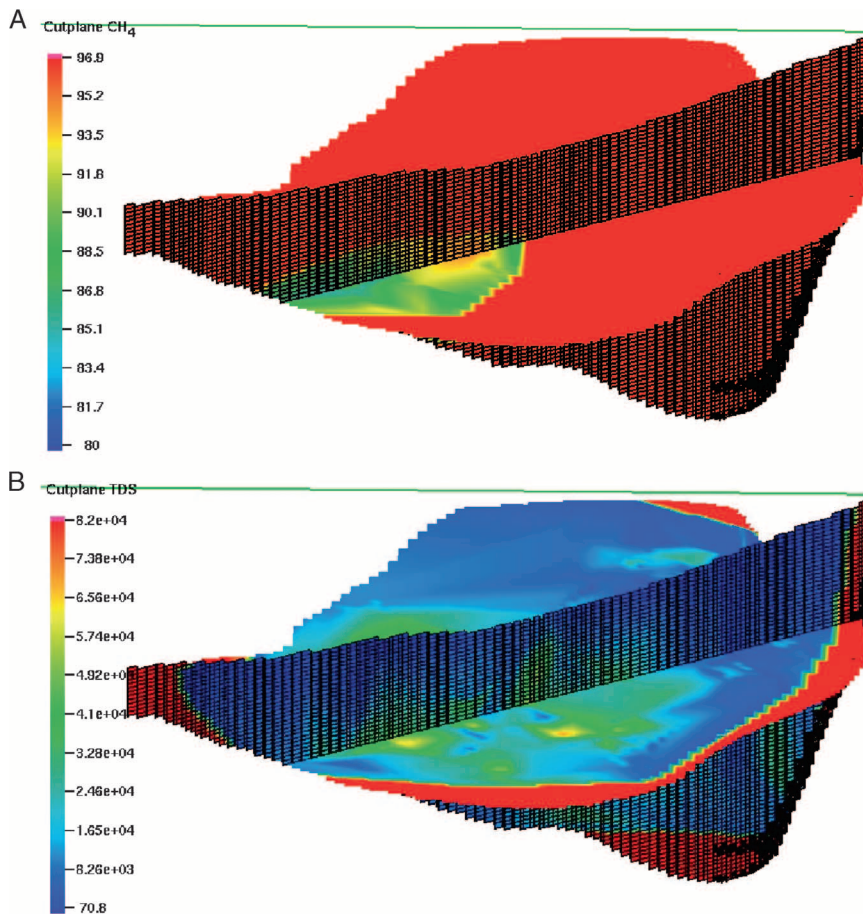 A
Cutplane CH4
96.9
95.2
93.5
91.8
90.1
88.5
86.8
85.1
83.4
81.7
80
B
Cutplane TDS
8.2e+04
7.38e+04
6.56e+04
5.74e+04
4.92e+04
4.1e+04
3.28e+04
2.46e+04
1.65e+04
8.26e+03
70.8